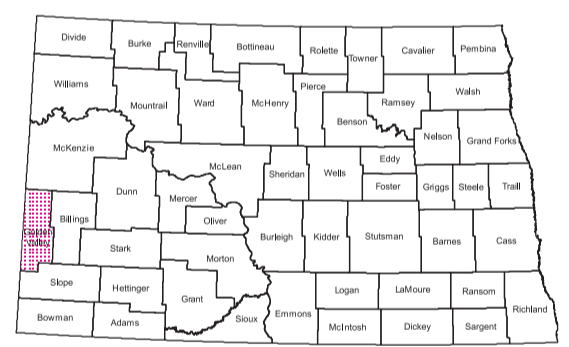 Divide
Burke
Renville
Bottineau
Rolette
Towner
Cavalier
Pembina
Williams
Mountrail
Ward
McHenry
Pierce
Benson
Ramsey
Walsh
McKenzie
Nelson
Grand Forks
McLean
Sheridan
Wells
Eddy
Foster
Griggs
Steele
Traill
Dunn
Mercer
Oliver
Golden
Valley
Billings
Stark
Morton
Burleigh
Kidder
Stutsman
Barnes
Cass
Slope
Hettinger
Grant
Sioux
Emmons
Logan
LaMoure
Ransom
Richland
Bowman
Adams
McIntosh
Dickey
Sargent